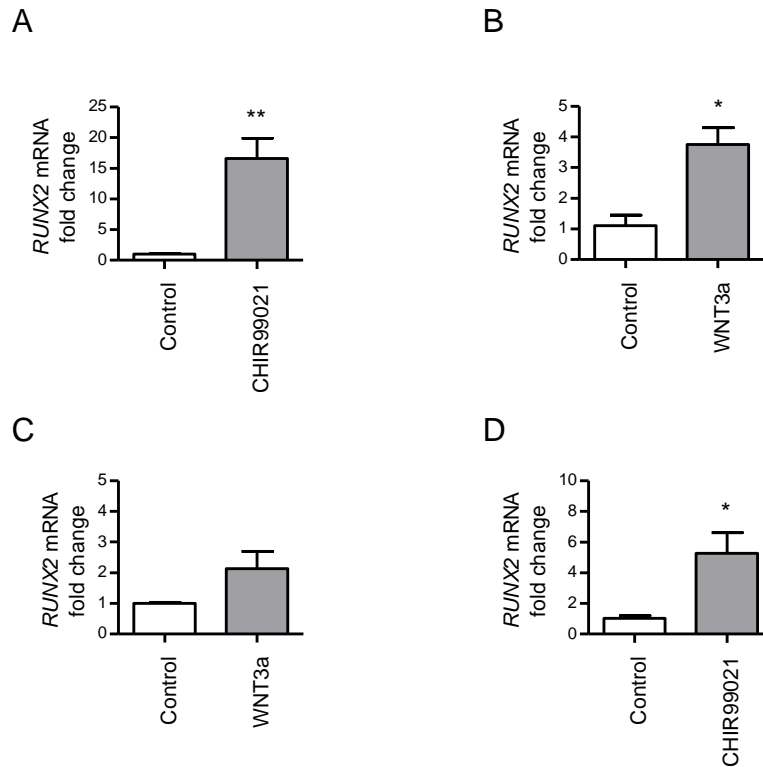 A
RUNX2 mRNA
fold change
25
20
15
10
5
0
**
Control
CHIR99021
B
RUNX2 mRNA
fold change
5
4
3
2
1
0
*
Control
WNT3a
C
RUNX2 mRNA
fold change
5
4
3
2
1
0
Control
WNT3a
D
RUNX2 mRNA
fold change
10
8
6
4
2
0
*
Control
CHIR99021